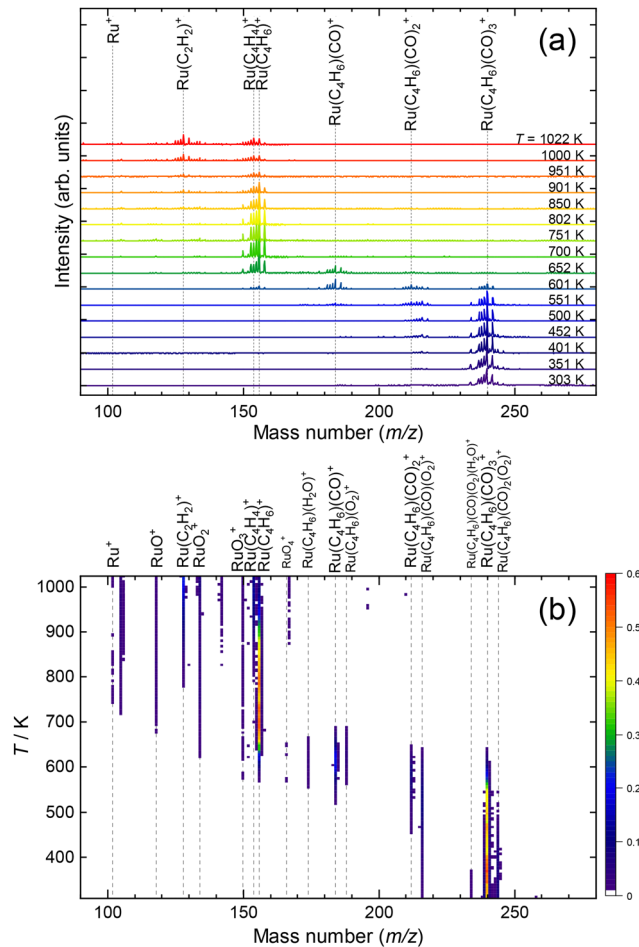 Ru⁺
Ru(C₂H₂)⁺
Ru(C₄H₄)⁺
Ru(C₄H₆)⁺
Ru(C₄H₆)(CO)⁺
Ru(C₄H₆)(CO)₂⁺
Ru(C₄H₆)(CO)₃⁺
(a)
Intensity (arb. units)
T = 1022 K
1000 K
951 K
901 K
850 K
802 K
751 K
700 K
652 K
601 K
551 K
500 K
452 K
401 K
351 K
303 K
100 150 200 250
Mass number (m/z)
Ru⁺
RuO⁺
Ru(C₂H₂)⁺
RuO₂⁺
RuO₃⁺
Ru(C₄H₄)⁺
Ru(C₄H₆)⁺
RuO₄⁺
Ru(C₄H₆)(H₂O)⁺
Ru(C₄H₆)(CO)⁺
Ru(C₄H₆)(O₂)⁺
Ru(C₄H₆)(CO)₂⁺
Ru(C₄H₆)(CO)(O₂)⁺
Ru(C₄H₆)(CO)(O₂)(H₂O)⁺
Ru(C₄H₆)(CO)₃⁺
Ru(C₄H₆)(CO)₂(O₂)⁺
(b)
T / K
1000
900
800
700
600
500
400
100 150 200 250
Mass number (m/z)
0.6
0.5
0.4
0.3
0.2
0.1
0